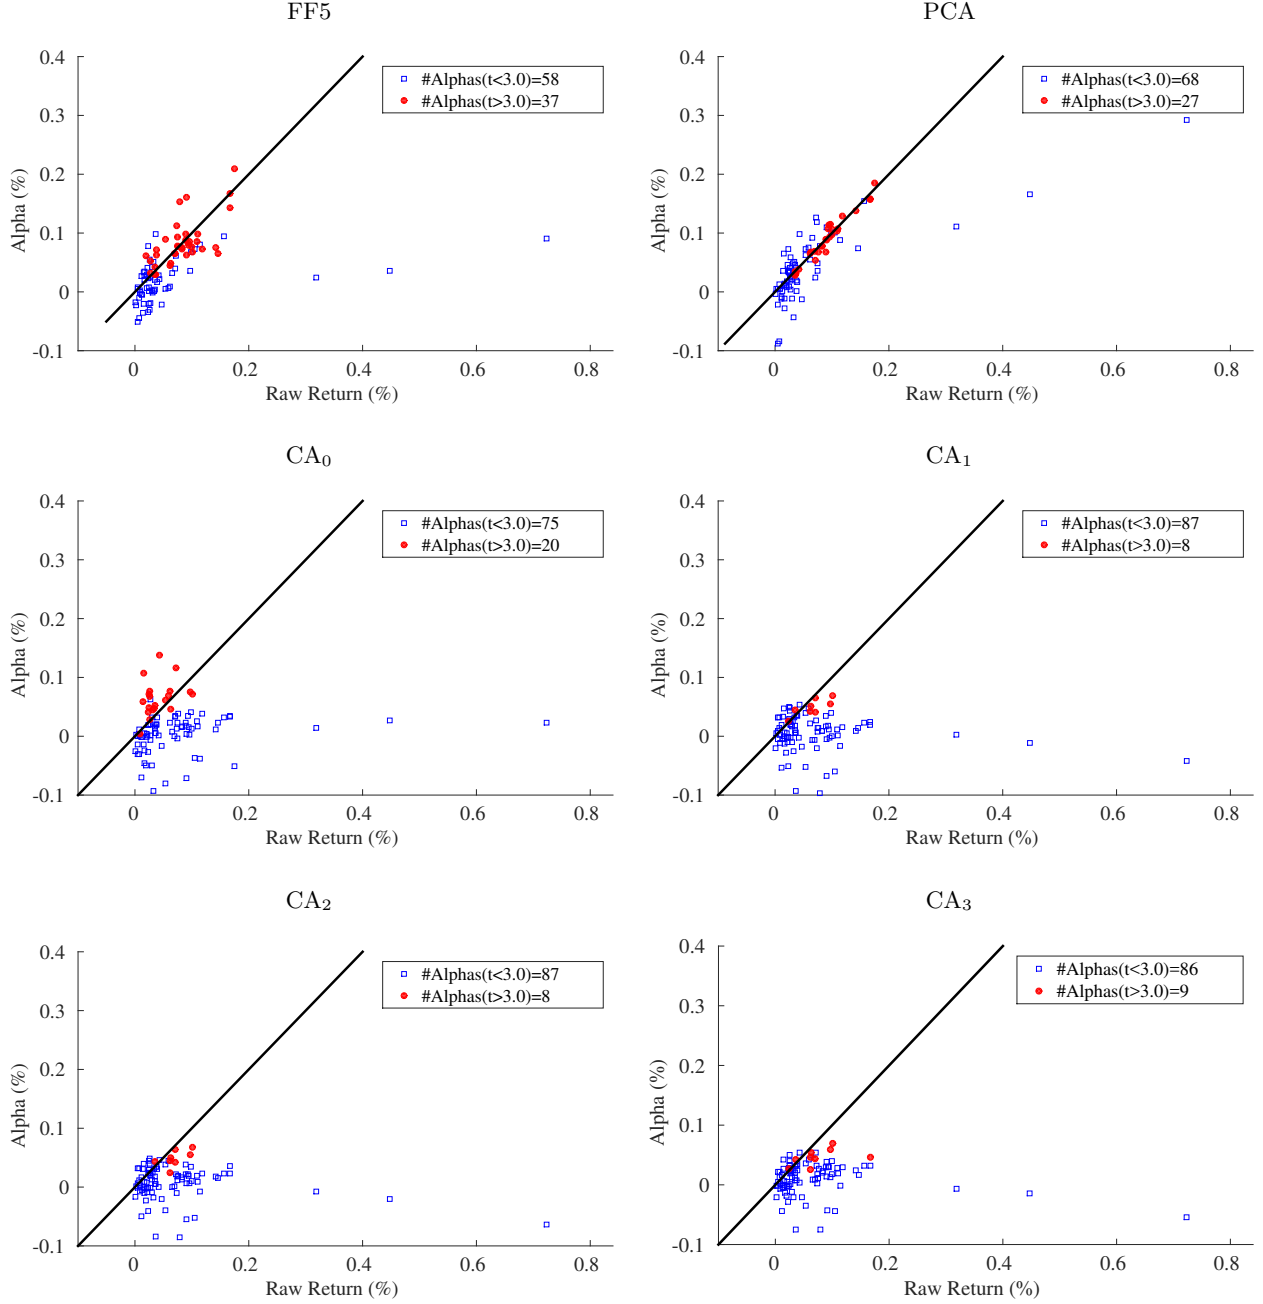 FF5
0.4
0.3
0.2
0.1
0
-0.1
0
0.2
0.4
0.6
0.8
Alpha (%)
Raw Return (%)
#Alphas(t<3.0)=58
#Alphas(t>3.0)=37
PCA
0.4
0.3
0.2
0.1
0
-0.1
0
0.2
0.4
0.6
0.8
Alpha (%)
Raw Return (%)
#Alphas(t<3.0)=68
#Alphas(t>3.0)=27
CA₀
0.4
0.3
0.2
0.1
0
-0.1
0
0.2
0.4
0.6
0.8
Alpha (%)
Raw Return (%)
#Alphas(t<3.0)=75
#Alphas(t>3.0)=20
CA₁
0.4
0.3
0.2
0.1
0
-0.1
0
0.2
0.4
0.6
0.8
Alpha (%)
Raw Return (%)
#Alphas(t<3.0)=87
#Alphas(t>3.0)=8
CA₂
0.4
0.3
0.2
0.1
0
-0.1
0
0.2
0.4
0.6
0.8
Alpha (%)
Raw Return (%)
#Alphas(t<3.0)=87
#Alphas(t>3.0)=8
CA₃
0.4
0.3
0.2
0.1
0
-0.1
0
0.2
0.4
0.6
0.8
Alpha (%)
Raw Return (%)
#Alphas(t<3.0)=86
#Alphas(t>3.0)=9